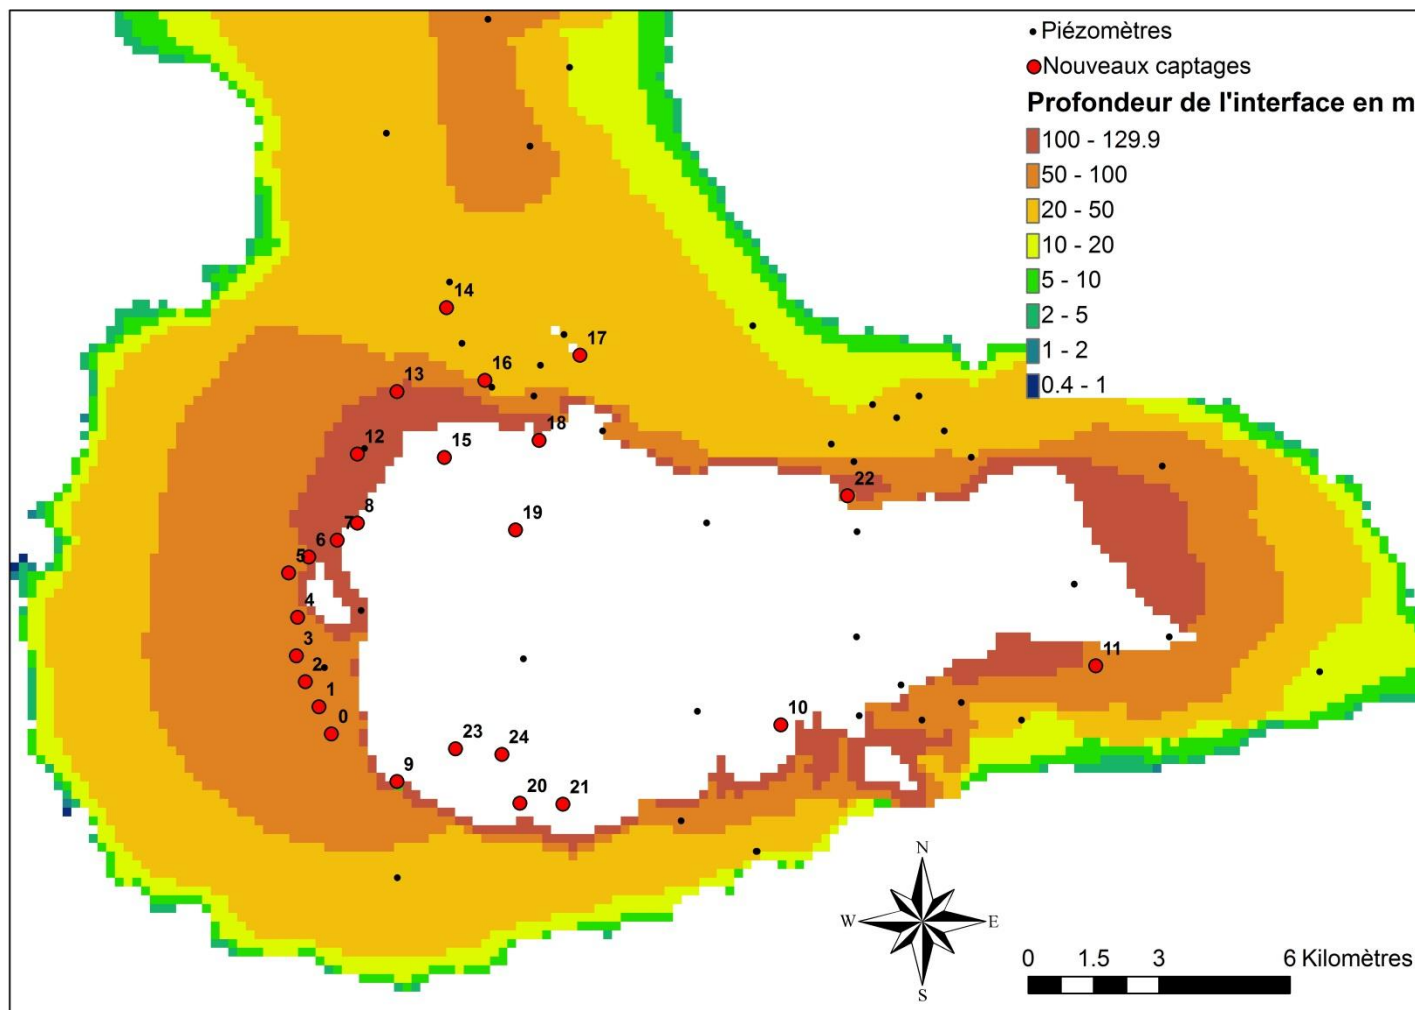 Piézomètres
Nouveaux captages
Profondeur de l'interface en m
100 - 129.9
50 - 100
20 - 50
10 - 20
5 - 10
2 - 5
1 - 2
0.4 - 1
14
17
16
13
18
12
15
22
8
7
19
6
5
4
3
2
11
1
0
10
23
24
9
20
21
N
W
E
S
0 1.5 3 6 Kilomètres